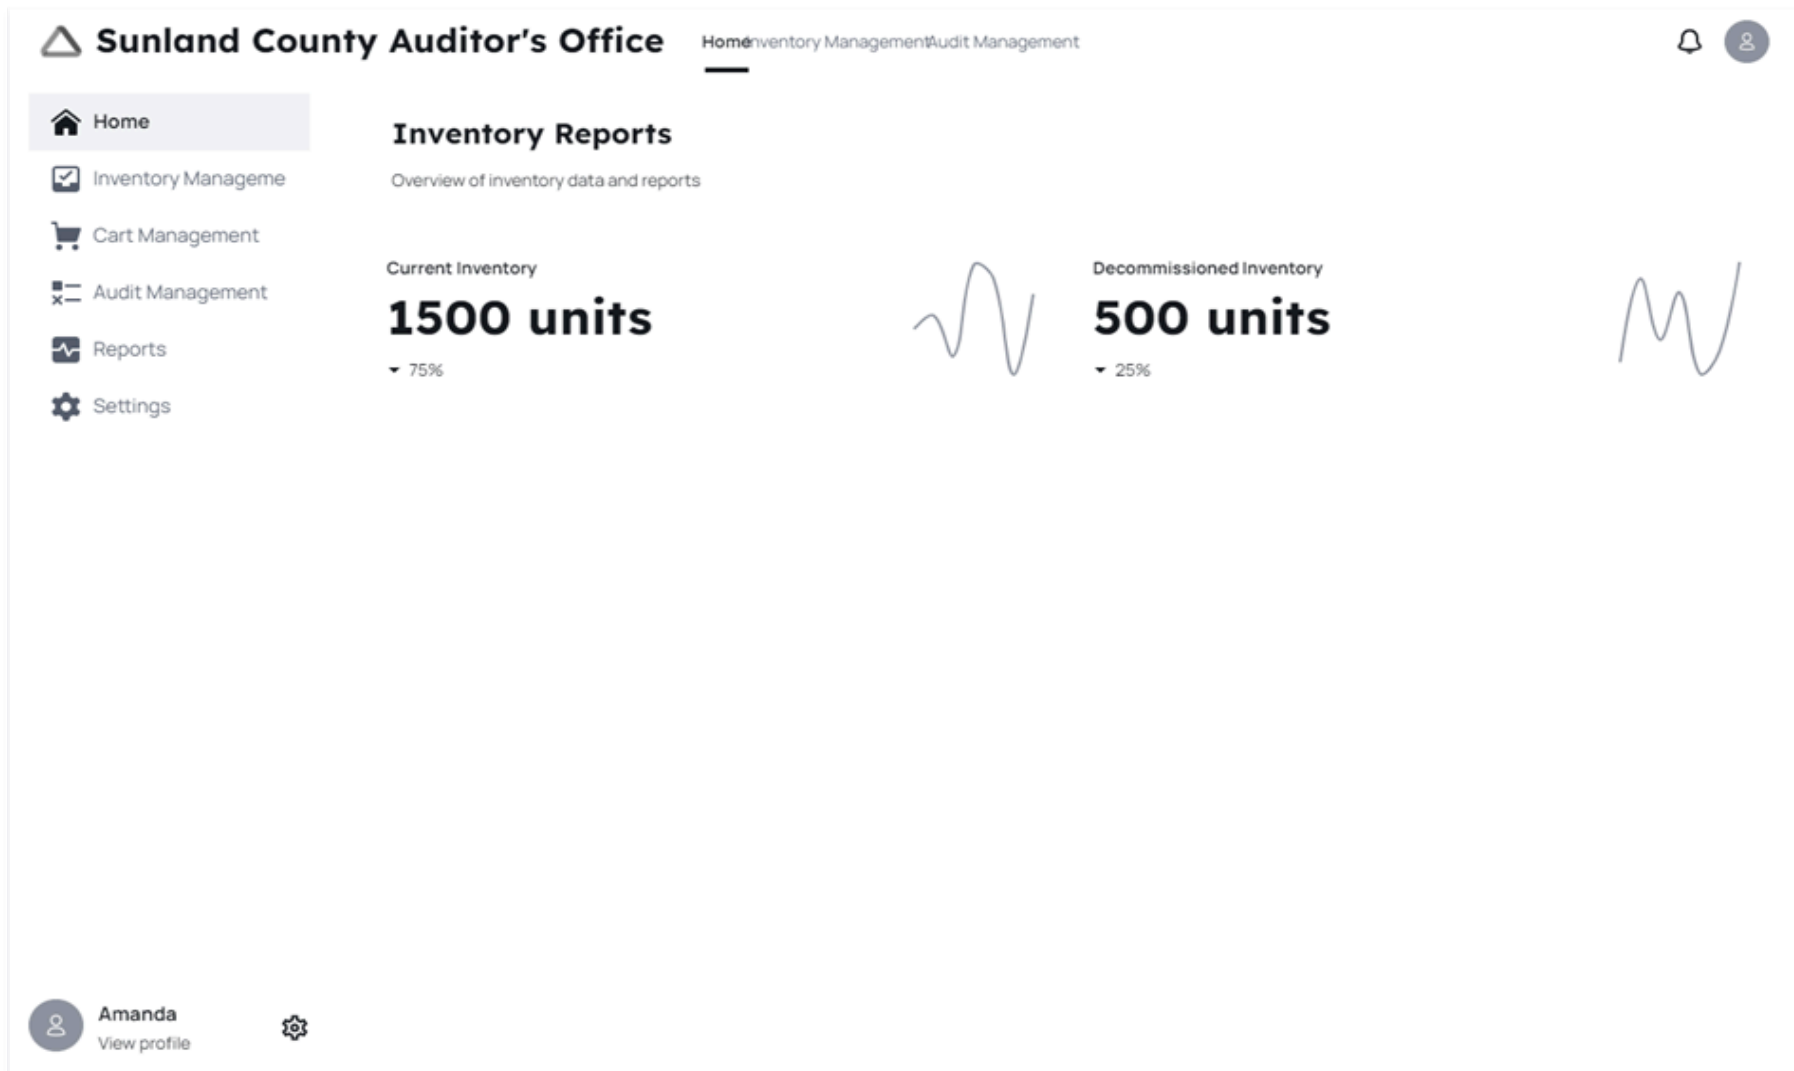 Sunland County Auditor's Office
Home
Inventory Management
Audit Management
Home
Inventory Manageme
Cart Management
Audit Management
Reports
Settings
Inventory Reports
Overview of inventory data and reports
Current Inventory
1500 units
75%
Decommissioned Inventory
500 units
25%
Amanda
View profile